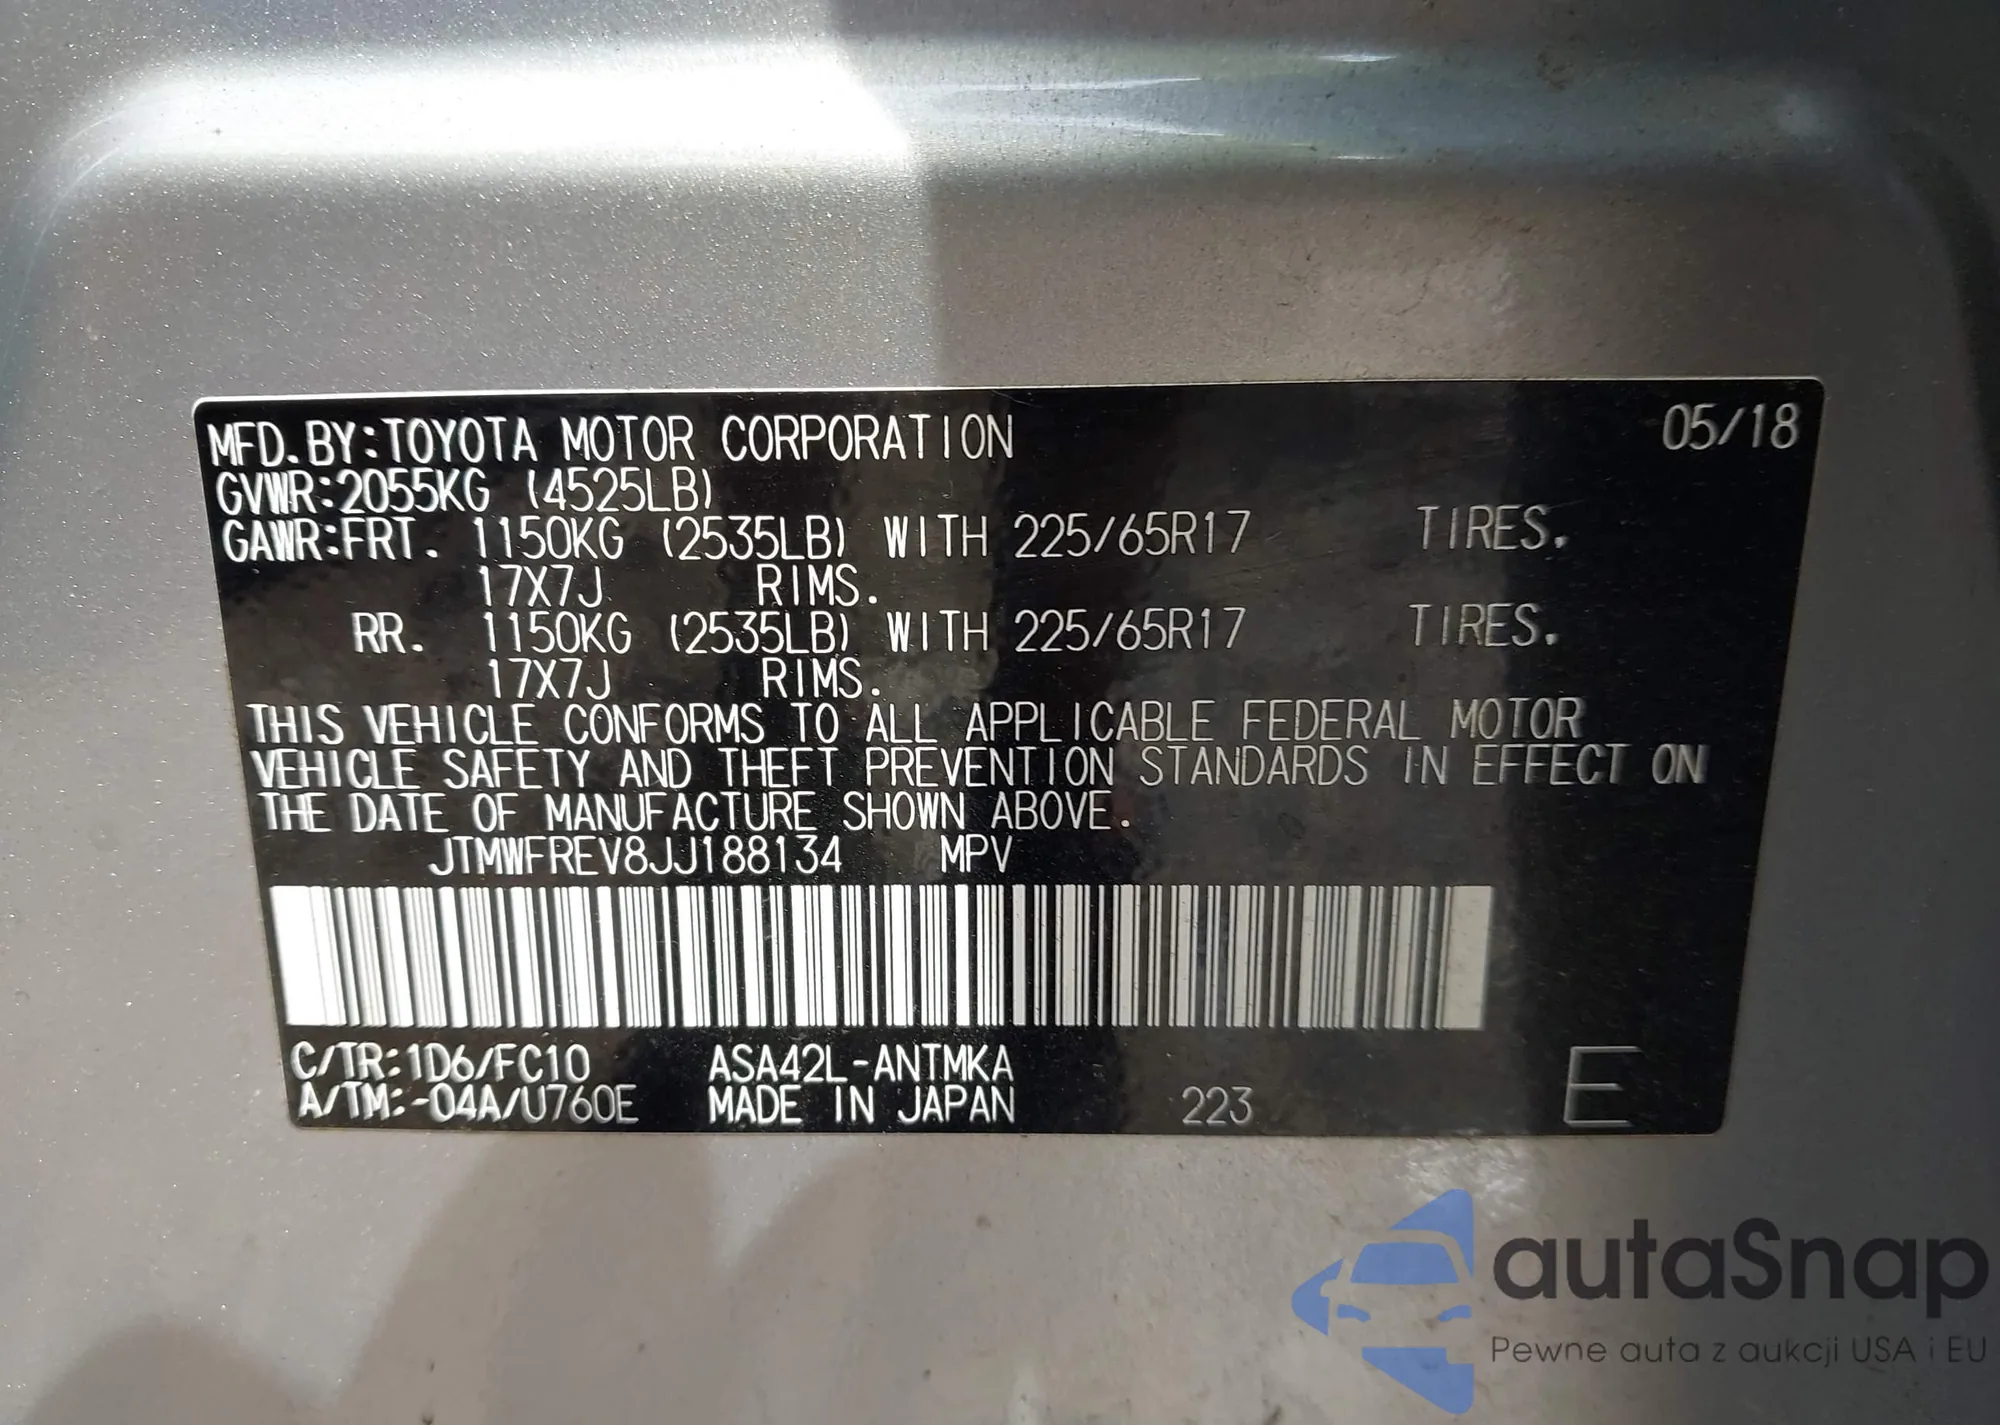 MFD.BY:TOYOTA MOTOR CORPORATION 05/18
GVWR:2055KG (4525LB)
GAWR:FRT. 1150KG (2535LB) WITH 225/65R17 TIRES.
17X7J RIMS.
RR. 1150KG (2535LB) WITH 225/65R17 TIRES.
17X7J RIMS.
THIS VEHICLE CONFORMS TO ALL APPLICABLE FEDERAL MOTOR
VEHICLE SAFETY AND THEFT PREVENTION STANDARDS IN EFFECT ON
THE DATE OF MANUFACTURE SHOWN ABOVE.
JTMWFREV8JJ188134 MPV
C/TR:1D6/FC10 ASA42L-ANTMKA
A/TM:-04A/U760E MADE IN JAPAN 223 E
autaSnap
Pewne auta z aukcji USA i EU